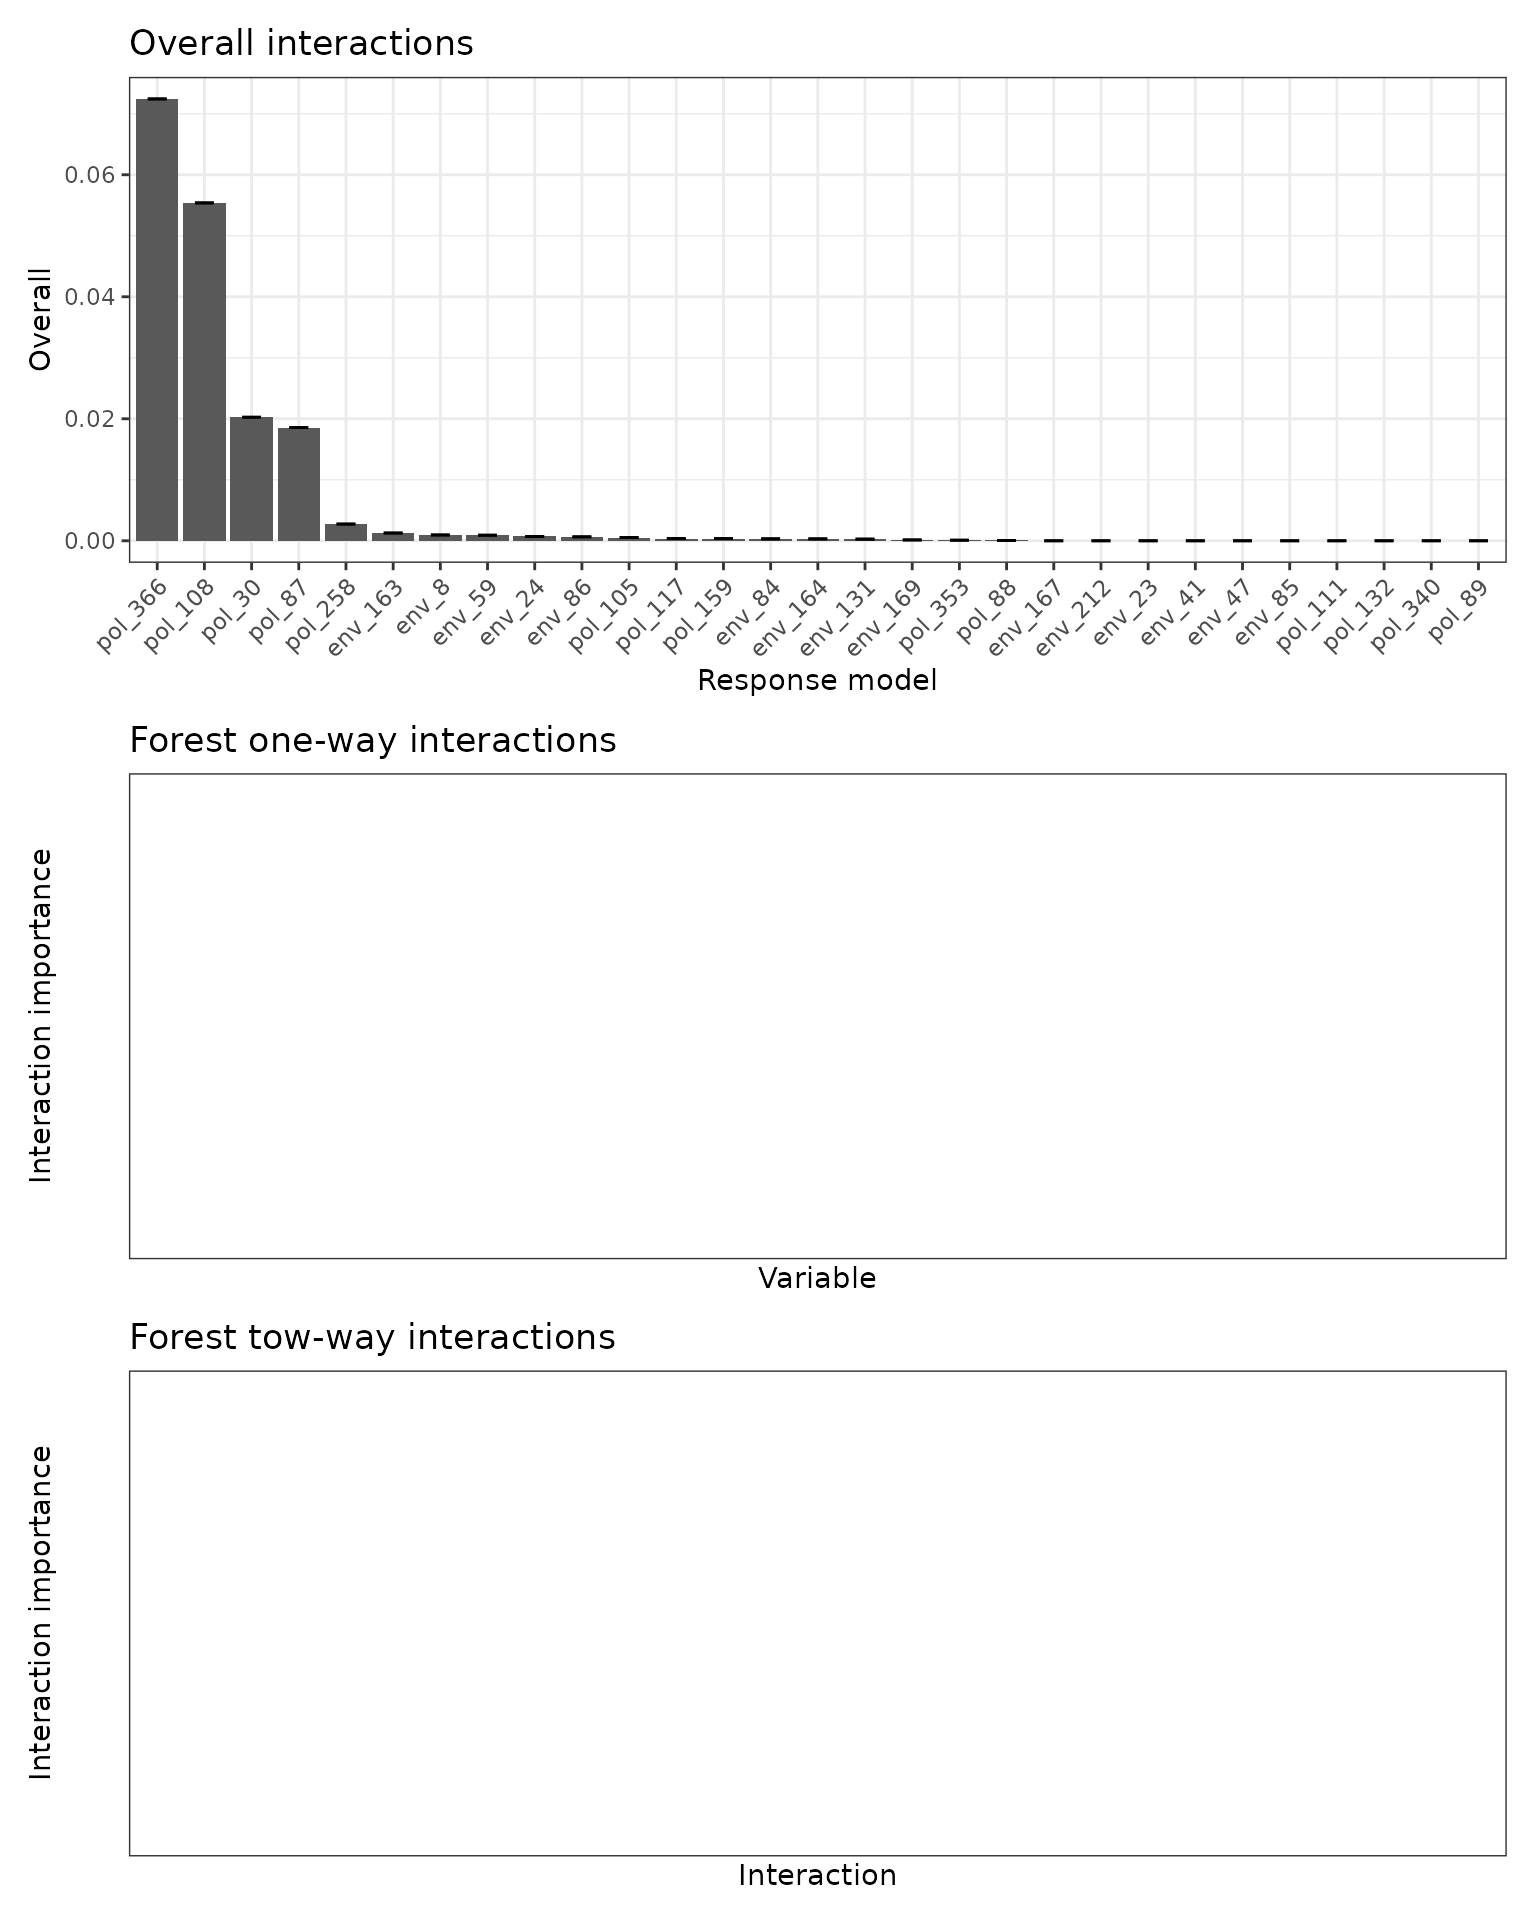 Overall interactions
Overall
0.06
0.04
0.02
0.00
pol_366
pol_108
pol_30
pol_87
pol_258
env_163
env_8
env_59
env_24
env_86
pol_105
pol_117
pol_159
env_84
env_164
env_131
env_169
pol_353
pol_88
env_167
env_212
env_23
env_41
env_47
env_85
pol_111
pol_132
pol_340
pol_89
Response model
Forest one-way interactions
Interaction importance
Variable
Forest tow-way interactions
Interaction importance
Interaction